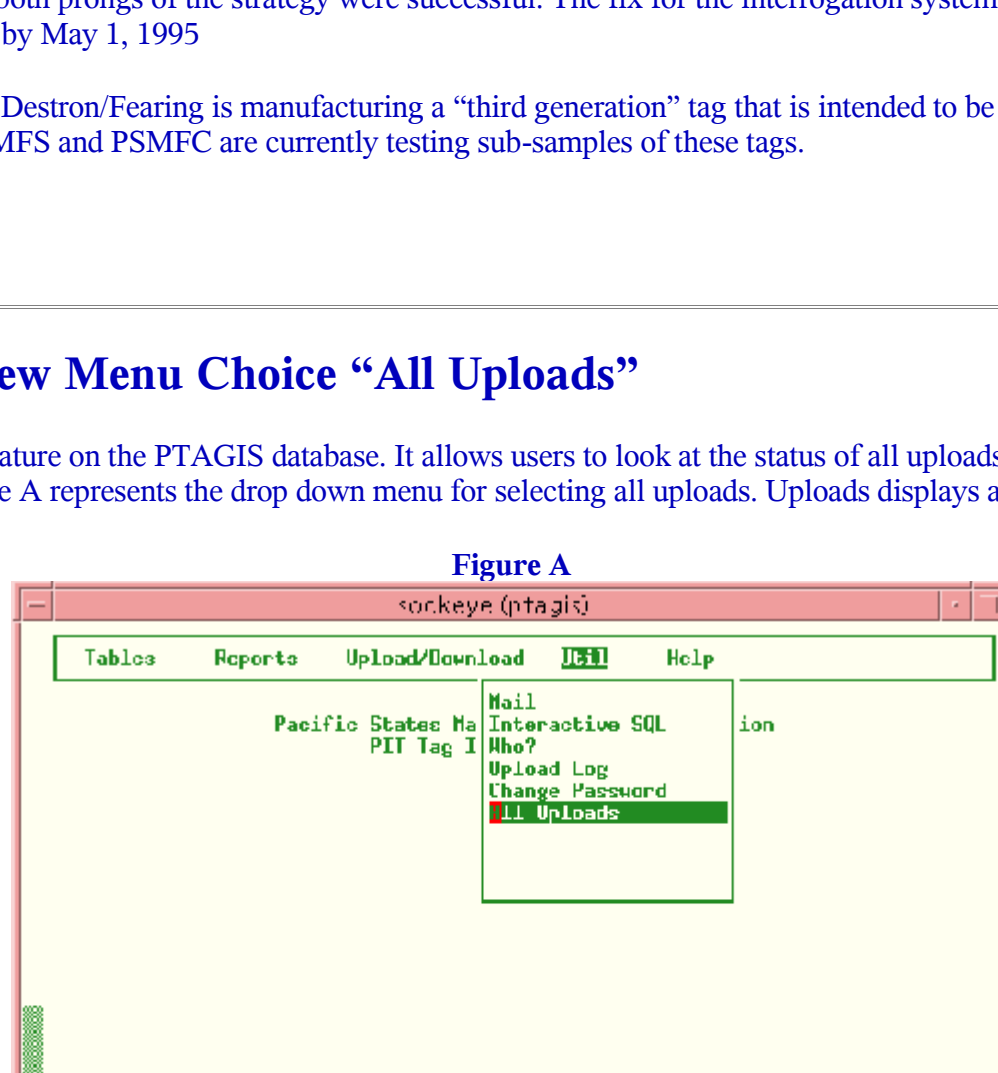 both prongs of the strategy were successful. The fix for the interrogation system
by May 1, 1995
Destron/Fearing is manufacturing a “third generation” tag that is intended to be
MFS and PSMFC are currently testing sub-samples of these tags.
ew Menu Choice “All Uploads”
ature on the PTAGIS database. It allows users to look at the status of all uploads
e A represents the drop down menu for selecting all uploads. Uploads displays a
Figure A
sockeye (ptagis)
Tables Reports Upload/Download Util Help
Mail
Pacific States Ma Interactive SQL ion
PIT Tag I Who?
Upload Log
Change Password
All Uploads